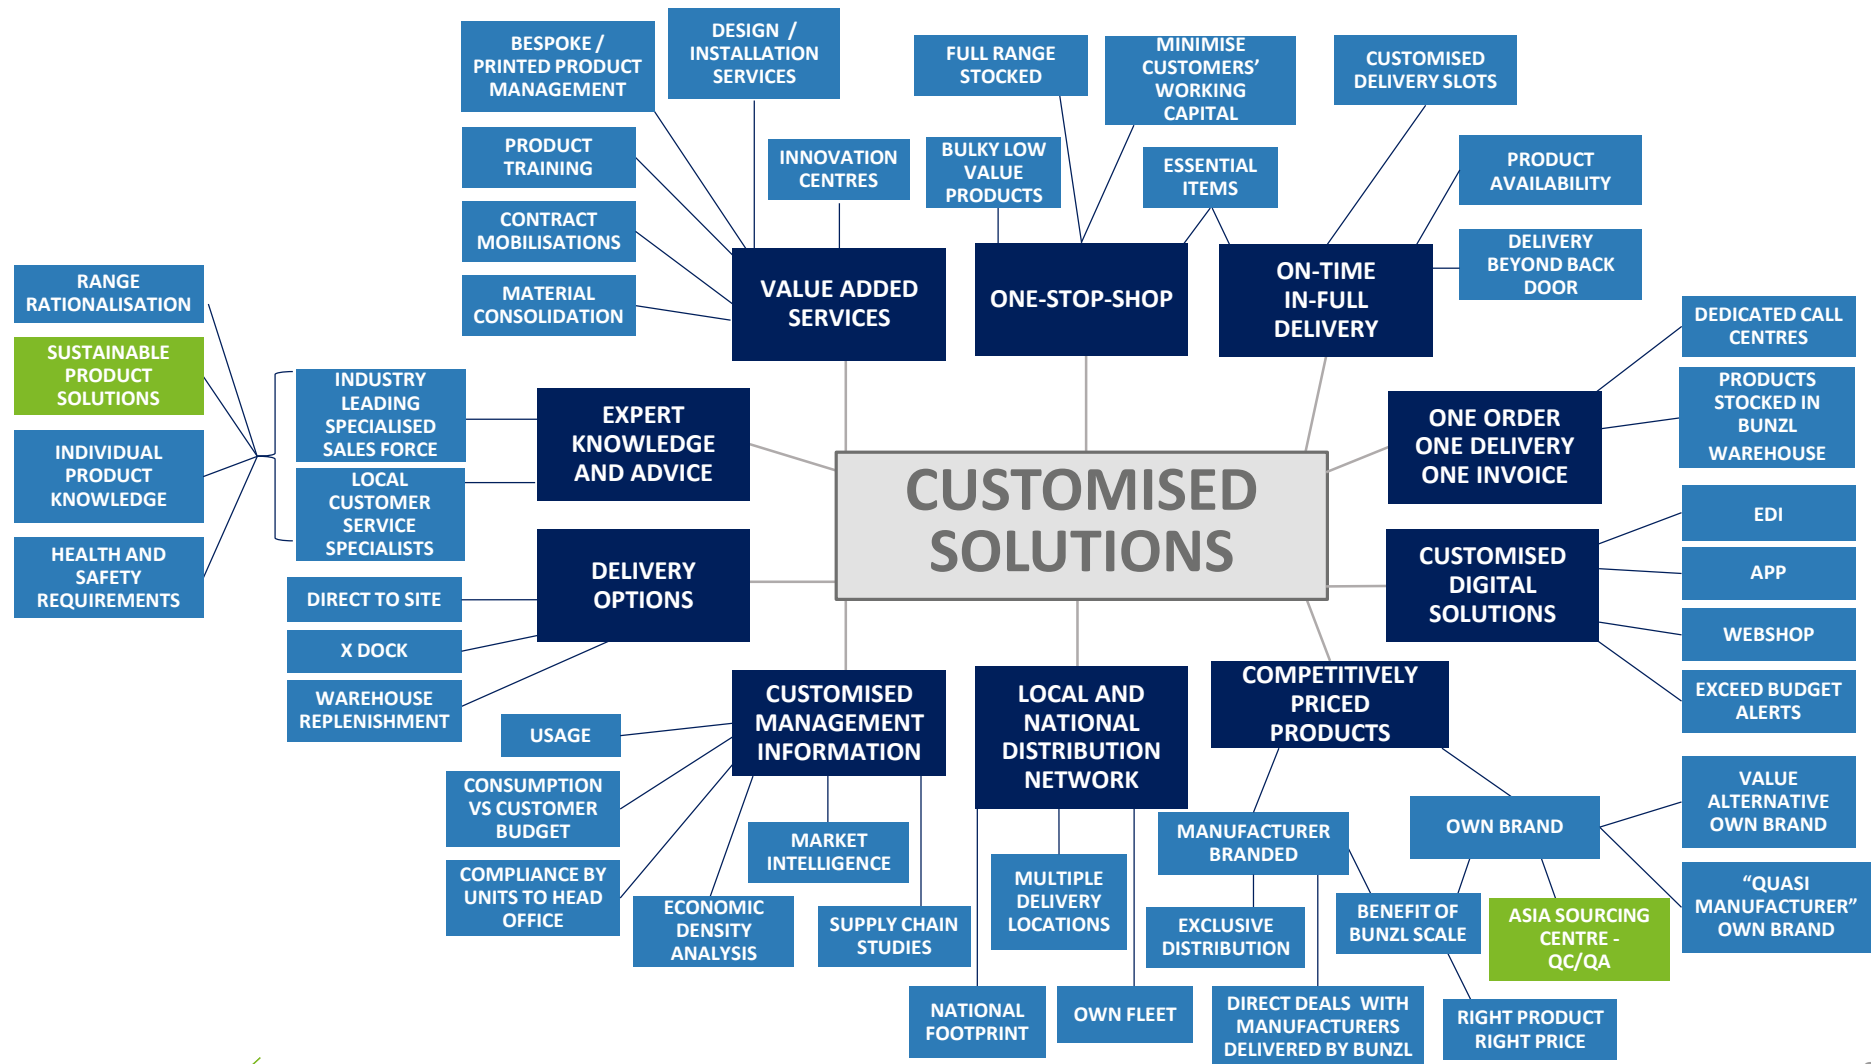 BESPOKE /
PRINTED PRODUCT
MANAGEMENT
DESIGN /
INSTALLATION
SERVICES
FULL RANGE
STOCKED
MINIMISE
CUSTOMERS’
WORKING
CAPITAL
CUSTOMISED
DELIVERY SLOTS
PRODUCT
TRAINING
INNOVATION
CENTRES
BULKY LOW
VALUE
PRODUCTS
ESSENTIAL
ITEMS
PRODUCT
AVAILABILITY
CONTRACT
MOBILISATIONS
DELIVERY
BEYOND BACK
DOOR
MATERIAL
CONSOLIDATION
VALUE ADDED
SERVICES
ONE-STOP-SHOP
ON-TIME
IN-FULL
DELIVERY
RANGE
RATIONALISATION
SUSTAINABLE
PRODUCT
SOLUTIONS
INDIVIDUAL
PRODUCT
KNOWLEDGE
HEALTH AND
SAFETY
REQUIREMENTS
INDUSTRY
LEADING
SPECIALISED
SALES FORCE
LOCAL
CUSTOMER
SERVICE
SPECIALISTS
EXPERT
KNOWLEDGE
AND ADVICE
CUSTOMISED
SOLUTIONS
ONE ORDER
ONE DELIVERY
ONE INVOICE
DEDICATED CALL
CENTRES
PRODUCTS
STOCKED IN
BUNZL
WAREHOUSE
DELIVERY
OPTIONS
DIRECT TO SITE
X DOCK
WAREHOUSE
REPLENISHMENT
CUSTOMISED
DIGITAL
SOLUTIONS
EDI
APP
WEBSHOP
EXCEED BUDGET
ALERTS
CUSTOMISED
MANAGEMENT
INFORMATION
LOCAL AND
NATIONAL
DISTRIBUTION
NETWORK
COMPETITIVELY
PRICED
PRODUCTS
USAGE
CONSUMPTION
VS CUSTOMER
BUDGET
COMPLIANCE BY
UNITS TO HEAD
OFFICE
ECONOMIC
DENSITY
ANALYSIS
MARKET
INTELLIGENCE
SUPPLY CHAIN
STUDIES
NATIONAL
FOOTPRINT
MULTIPLE
DELIVERY
LOCATIONS
OWN FLEET
MANUFACTURER
BRANDED
EXCLUSIVE
DISTRIBUTION
DIRECT DEALS WITH
MANUFACTURERS
DELIVERED BY BUNZL
BENEFIT OF
BUNZL SCALE
RIGHT PRODUCT
RIGHT PRICE
OWN BRAND
ASIA SOURCING
CENTRE -
QC/QA
VALUE
ALTERNATIVE
OWN BRAND
“QUASI
MANUFACTURER”
OWN BRAND